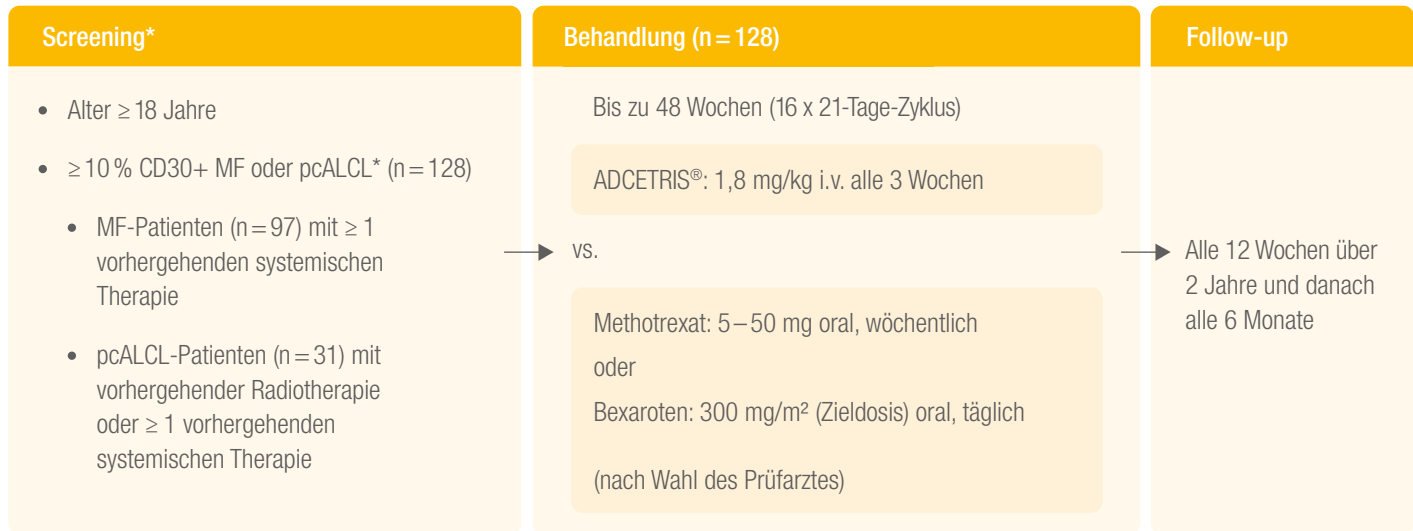 Screening*
• Alter ≥ 18 Jahre
• ≥ 10 % CD30+ MF oder pcALCL* (n = 128)
• MF-Patienten (n = 97) mit ≥ 1
vorhergehenden systemischen
Therapie
• pcALCL-Patienten (n = 31) mit
vorhergehender Radiotherapie
oder ≥ 1 vorhergehenden
systemischen Therapie
Behandlung (n = 128)
Bis zu 48 Wochen (16 x 21-Tage-Zyklus)
ADCETRIS®: 1,8 mg/kg i.v. alle 3 Wochen
vs.
Methotrexat: 5 – 50 mg oral, wöchentlich
oder
Bexaroten: 300 mg/m² (Zieldosis) oral, täglich
(nach Wahl des Prüfarztes)
Follow-up
Alle 12 Wochen über
2 Jahre und danach
alle 6 Monate